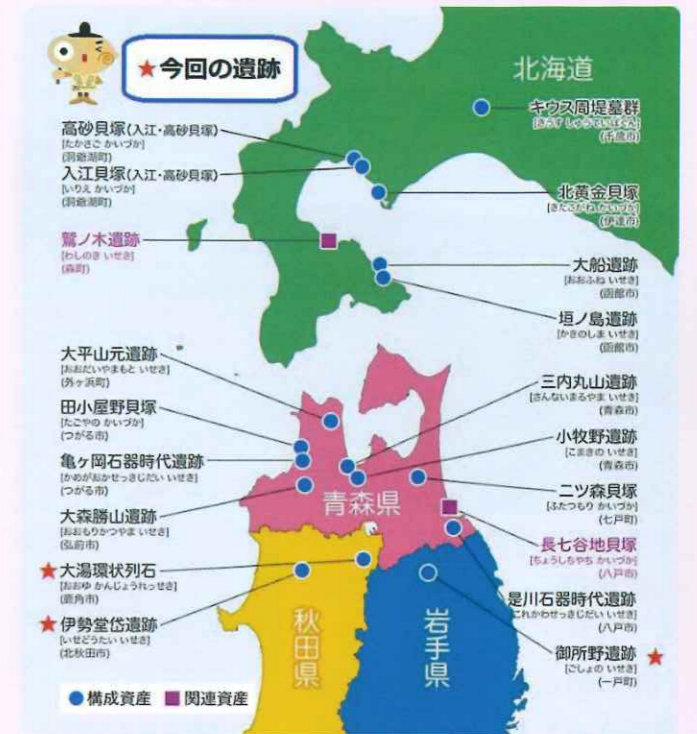 ★今回の遺跡
北海道
キウス周堤墓群
[きうす しゅうていぼぐん]
(千歳市)
高砂貝塚(入江・高砂貝塚)
[たかさご かいづか]
(洞爺湖町)
入江貝塚(入江・高砂貝塚)
[いりえ かいづか]
(洞爺湖町)
北黄金貝塚
[きたこがね かいづか]
(伊達市)
鷲ノ木遺跡
[わしのき いせき]
(森町)
大船遺跡
[おおふね いせき]
(函館市)
垣ノ島遺跡
[かきのしま いせき]
(函館市)
大平山元遺跡
[おおだいやまもと いせき]
(外ヶ浜町)
田小屋野貝塚
[たごやの かいづか]
(つがる市)
亀ヶ岡石器時代遺跡
[かめがおかせっきじだい いせき]
(つがる市)
大森勝山遺跡
[おおもりかつやま いせき]
(弘前市)
★大湯環状列石
[おおゆ かんじょうれっせき]
(鹿角市)
★伊勢堂岱遺跡
[いせどうたい いせき]
(北秋田市)
三内丸山遺跡
[さんないまるやま いせき]
(青森市)
小牧野遺跡
[こまきの いせき]
(青森市)
二ツ森貝塚
[ふたつもり かいづか]
(七戸町)
長七谷地貝塚
[ちょうしちやち かいづか]
(八戸市)
是川石器時代遺跡
[これかわせっきじだい いせき]
(八戸市)
御所野遺跡★
[ごしょの いせき]
(一戸町)
青森県
秋田県
岩手県
●構成資産 ■関連資産